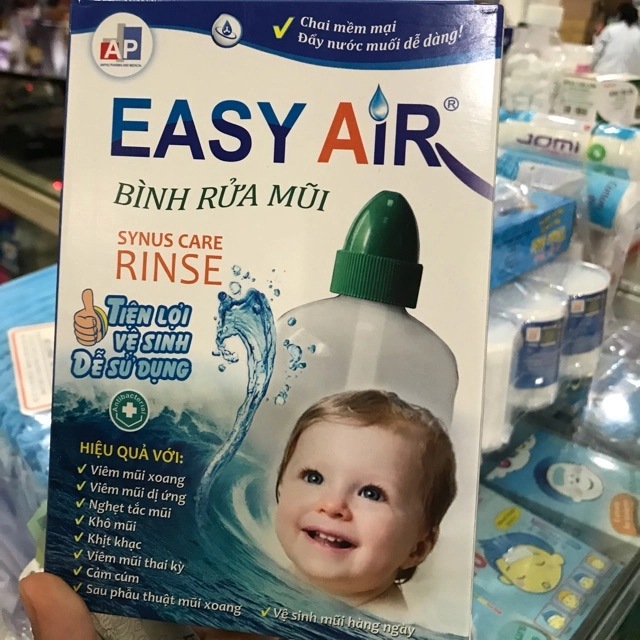 AP
✓ Chai mềm mại
Đẩy nước muối dễ dàng!
EASY AiR®
BÌNH RỬA MŨI
SYNUS CARE
RINSE
TIỆN LỢI
VỆ SINH
DỄ SỬ DỤNG
Antibacterial
HIỆU QUẢ VỚI:
✓ Viêm mũi xoang
✓ Viêm mũi dị ứng
✓ Nghẹt tắc mũi
✓ Khô mũi
✓ Khịt khạc
✓ Viêm mũi thai kỳ
✓ Cảm cúm
✓ Sau phẫu thuật mũi xoang
✓ Vệ sinh mũi hàng ngày
JOMI